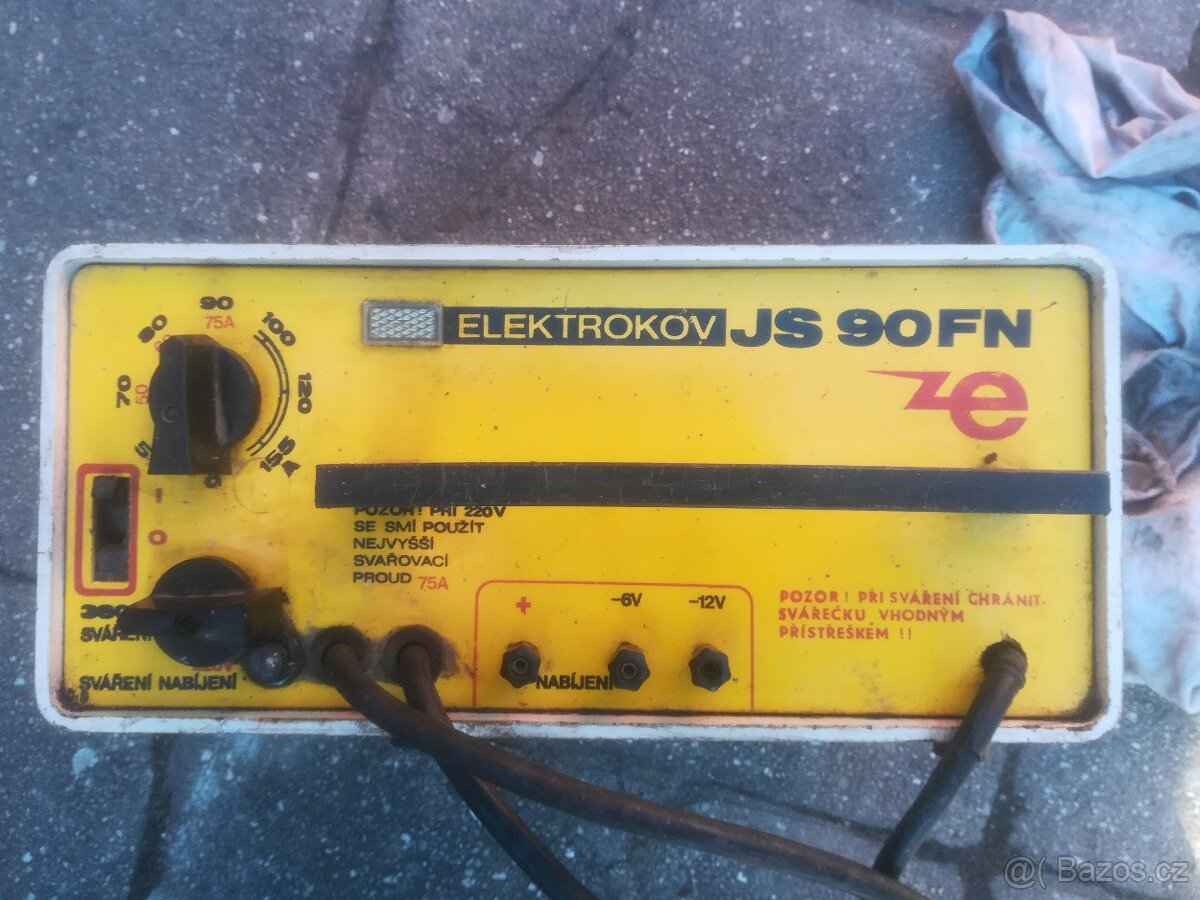 ELEKTROKOV JS 90FN
ze
90
75A
80
100
70
50
120
155
A
0
I
O
POZOR! PŘI 220V
SE SMÍ POUŽÍT
NEJVYŠŠÍ
SVAŘOVACÍ
PROUD 75A
SVÁŘENÍ
SVÁŘENÍ NABÍJENÍ
+
-6V
-12V
NABÍJENÍ
POZOR! PŘI SVÁŘENÍ CHRÁNIT
SVÁŘEČKU VHODNÝM
PŘÍSTŘEŠKEM !!
@( Bazos.cz